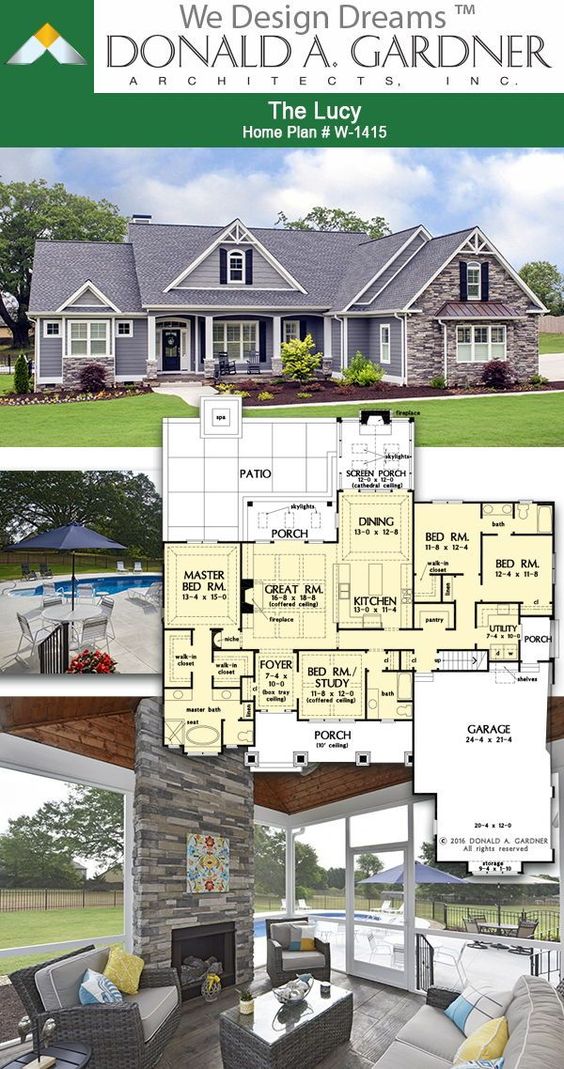 We Design Dreams ™
DONALD A. GARDNER
ARCHITECTS, INC.
The Lucy
Home Plan # W-1415
spa
PATIO
fireplace
skylights
SCREEN PORCH
12-0 x 12-0
(cathedral ceiling)
skylights
PORCH
DINING
13-0 x 12-8
BED RM.
11-8 x 12-4
bath
BED RM.
12-4 x 11-8
walk-in
closet
linen
cl
MASTER
BED RM.
13-4 x 15-0
GREAT RM.
16-8 x 18-8
(coffered ceiling)
fireplace
KITCHEN
13-0 x 11-4
pantry
UTILITY
7-4 x 10-0
PORCH
niche
walk-in
closet
walk-in
closet
FOYER
7-4 x
10-0
(box tray
ceiling)
BED RM./
STUDY
11-8 x 12-0
(coffered ceiling)
cl
cl
up
w
d
shelves
master bath
seat
linen
cl
bath
PORCH
(10' ceiling)
GARAGE
24-4 x 21-4
20-4 x 12-0
© 2016 DONALD A. GARDNER
All rights reserved
storage
9-4 x 4-1